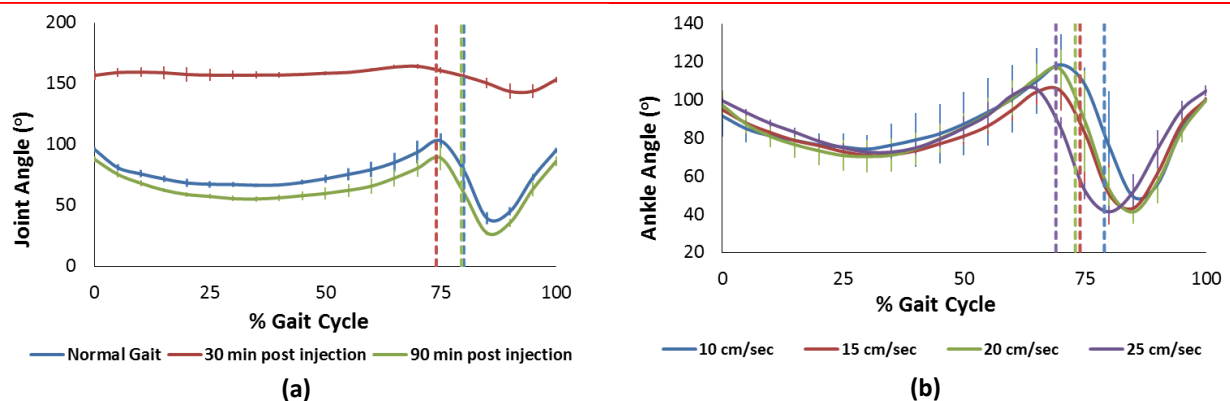 200
150
100
50
0
Joint Angle (º)
0 25 50 75 100
% Gait Cycle
Normal Gait 30 min post injection 90 min post injection
(a)
140
120
100
80
60
40
20
Ankle Angle (º)
0 25 50 75 100
% Gait Cycle
10 cm/sec 15 cm/sec 20 cm/sec 25 cm/sec
(b)